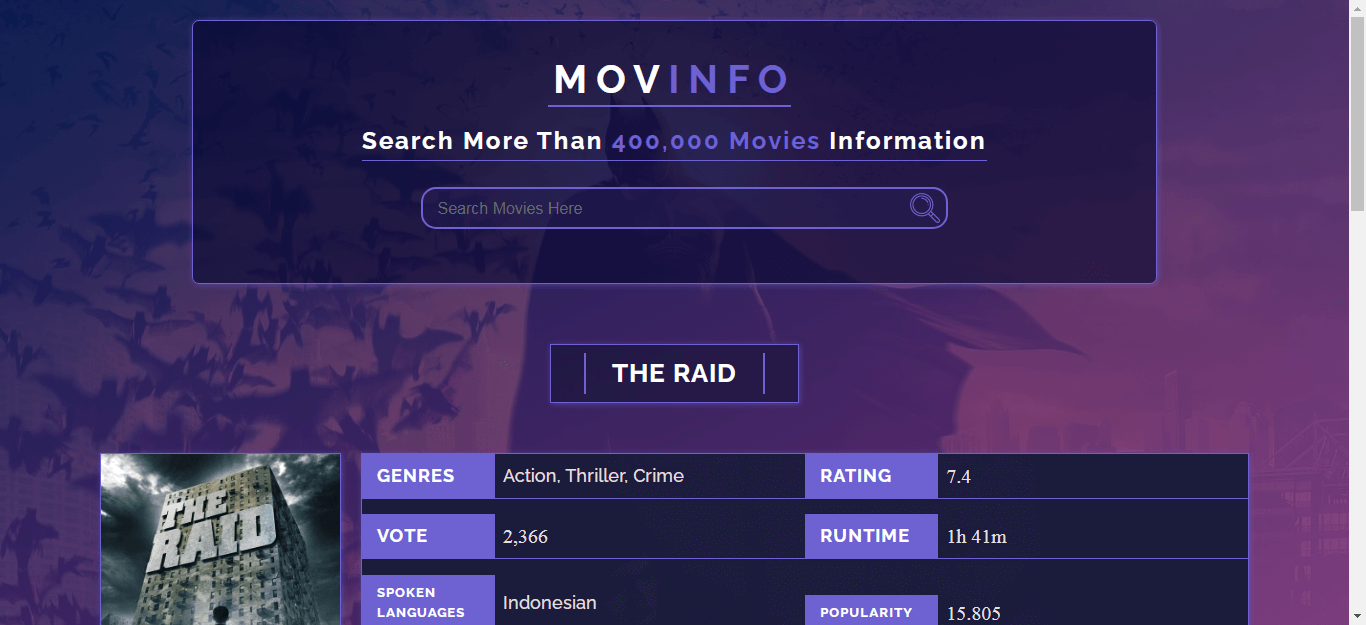 MOVINFO
Search More Than 400,000 Movies Information
Search Movies Here
THE RAID
THE
RAID
GENRES Action, Thriller, Crime RATING 7.4
VOTE 2,366 RUNTIME 1h 41m
SPOKEN
LANGUAGES Indonesian POPULARITY 15.805